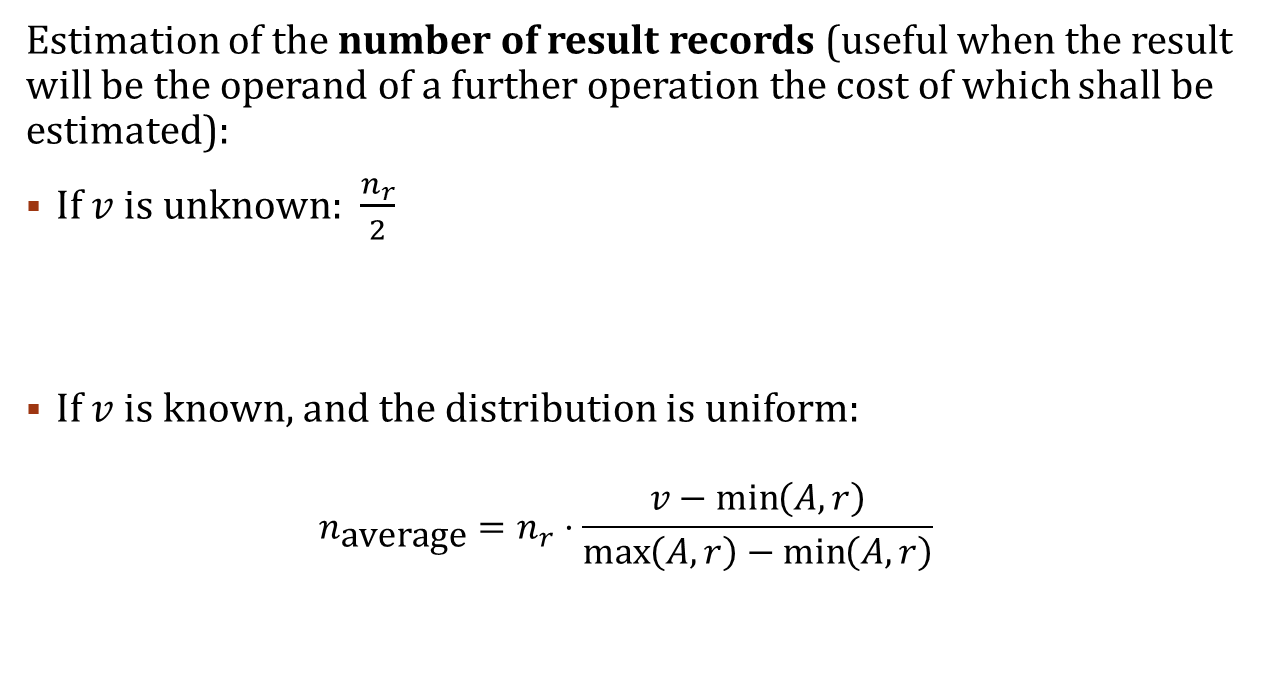 Estimation of the number of result records (useful when the result
will be the operand of a further operation the cost of which shall be
estimated):
▪ If v is unknown: n_r/2
▪ If v is known, and the distribution is uniform:
n_average = n_r · (v − min(A, r))/(max(A, r) − min(A, r))